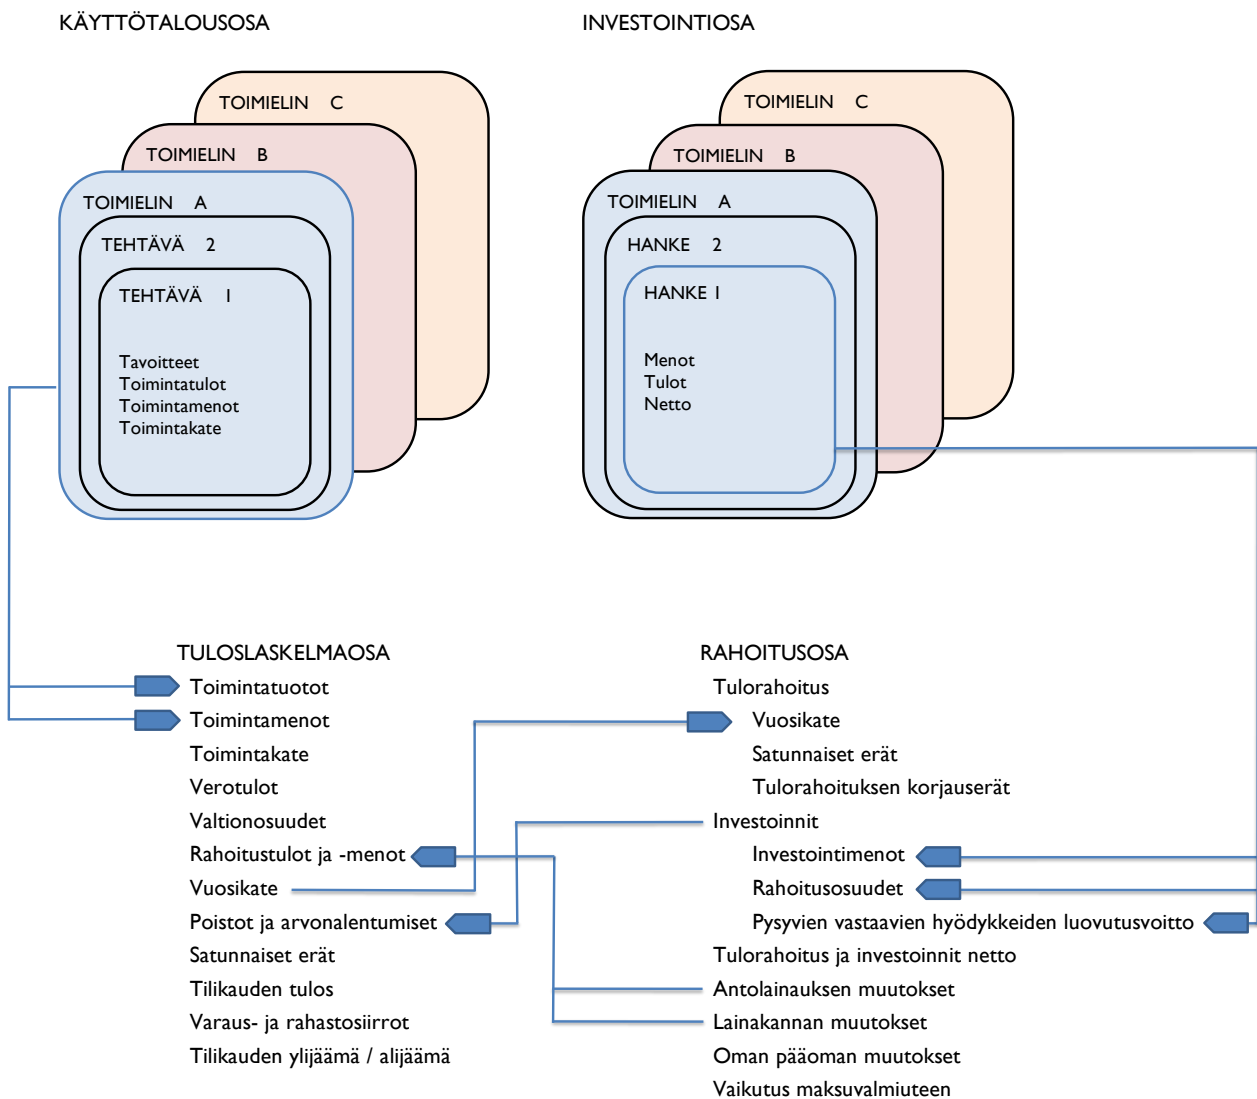 KÄYTTÖTALOUSOSA
TOIMIELIN C
TOIMIELIN B
TOIMIELIN A
TEHTÄVÄ 2
TEHTÄVÄ 1
Tavoitteet
Toimintatulot
Toimintamenot
Toimintakate
INVESTOINTIOSA
TOIMIELIN C
TOIMIELIN B
TOIMIELIN A
HANKE 2
HANKE 1
Menot
Tulot
Netto
TULOSLASKELMAOSA
Toimintatuotot
Toimintamenot
Toimintakate
Verotulot
Valtionosuudet
Rahoitustulot ja -menot
Vuosikate
Poistot ja arvonalentumiset
Satunnaiset erät
Tilikauden tulos
Varaus- ja rahastosiirrot
Tilikauden ylijäämä / alijäämä
RAHOITUSOSA
Tulorahoitus
Vuosikate
Satunnaiset erät
Tulorahoituksen korjauserät
Investoinnit
Investointimenot
Rahoitusosuudet
Pysyvien vastaavien hyödykkeiden luovutusvoitto
Tulorahoitus ja investoinnit netto
Antolainauksen muutokset
Lainakannan muutokset
Oman pääoman muutokset
Vaikutus maksuvalmiuteen